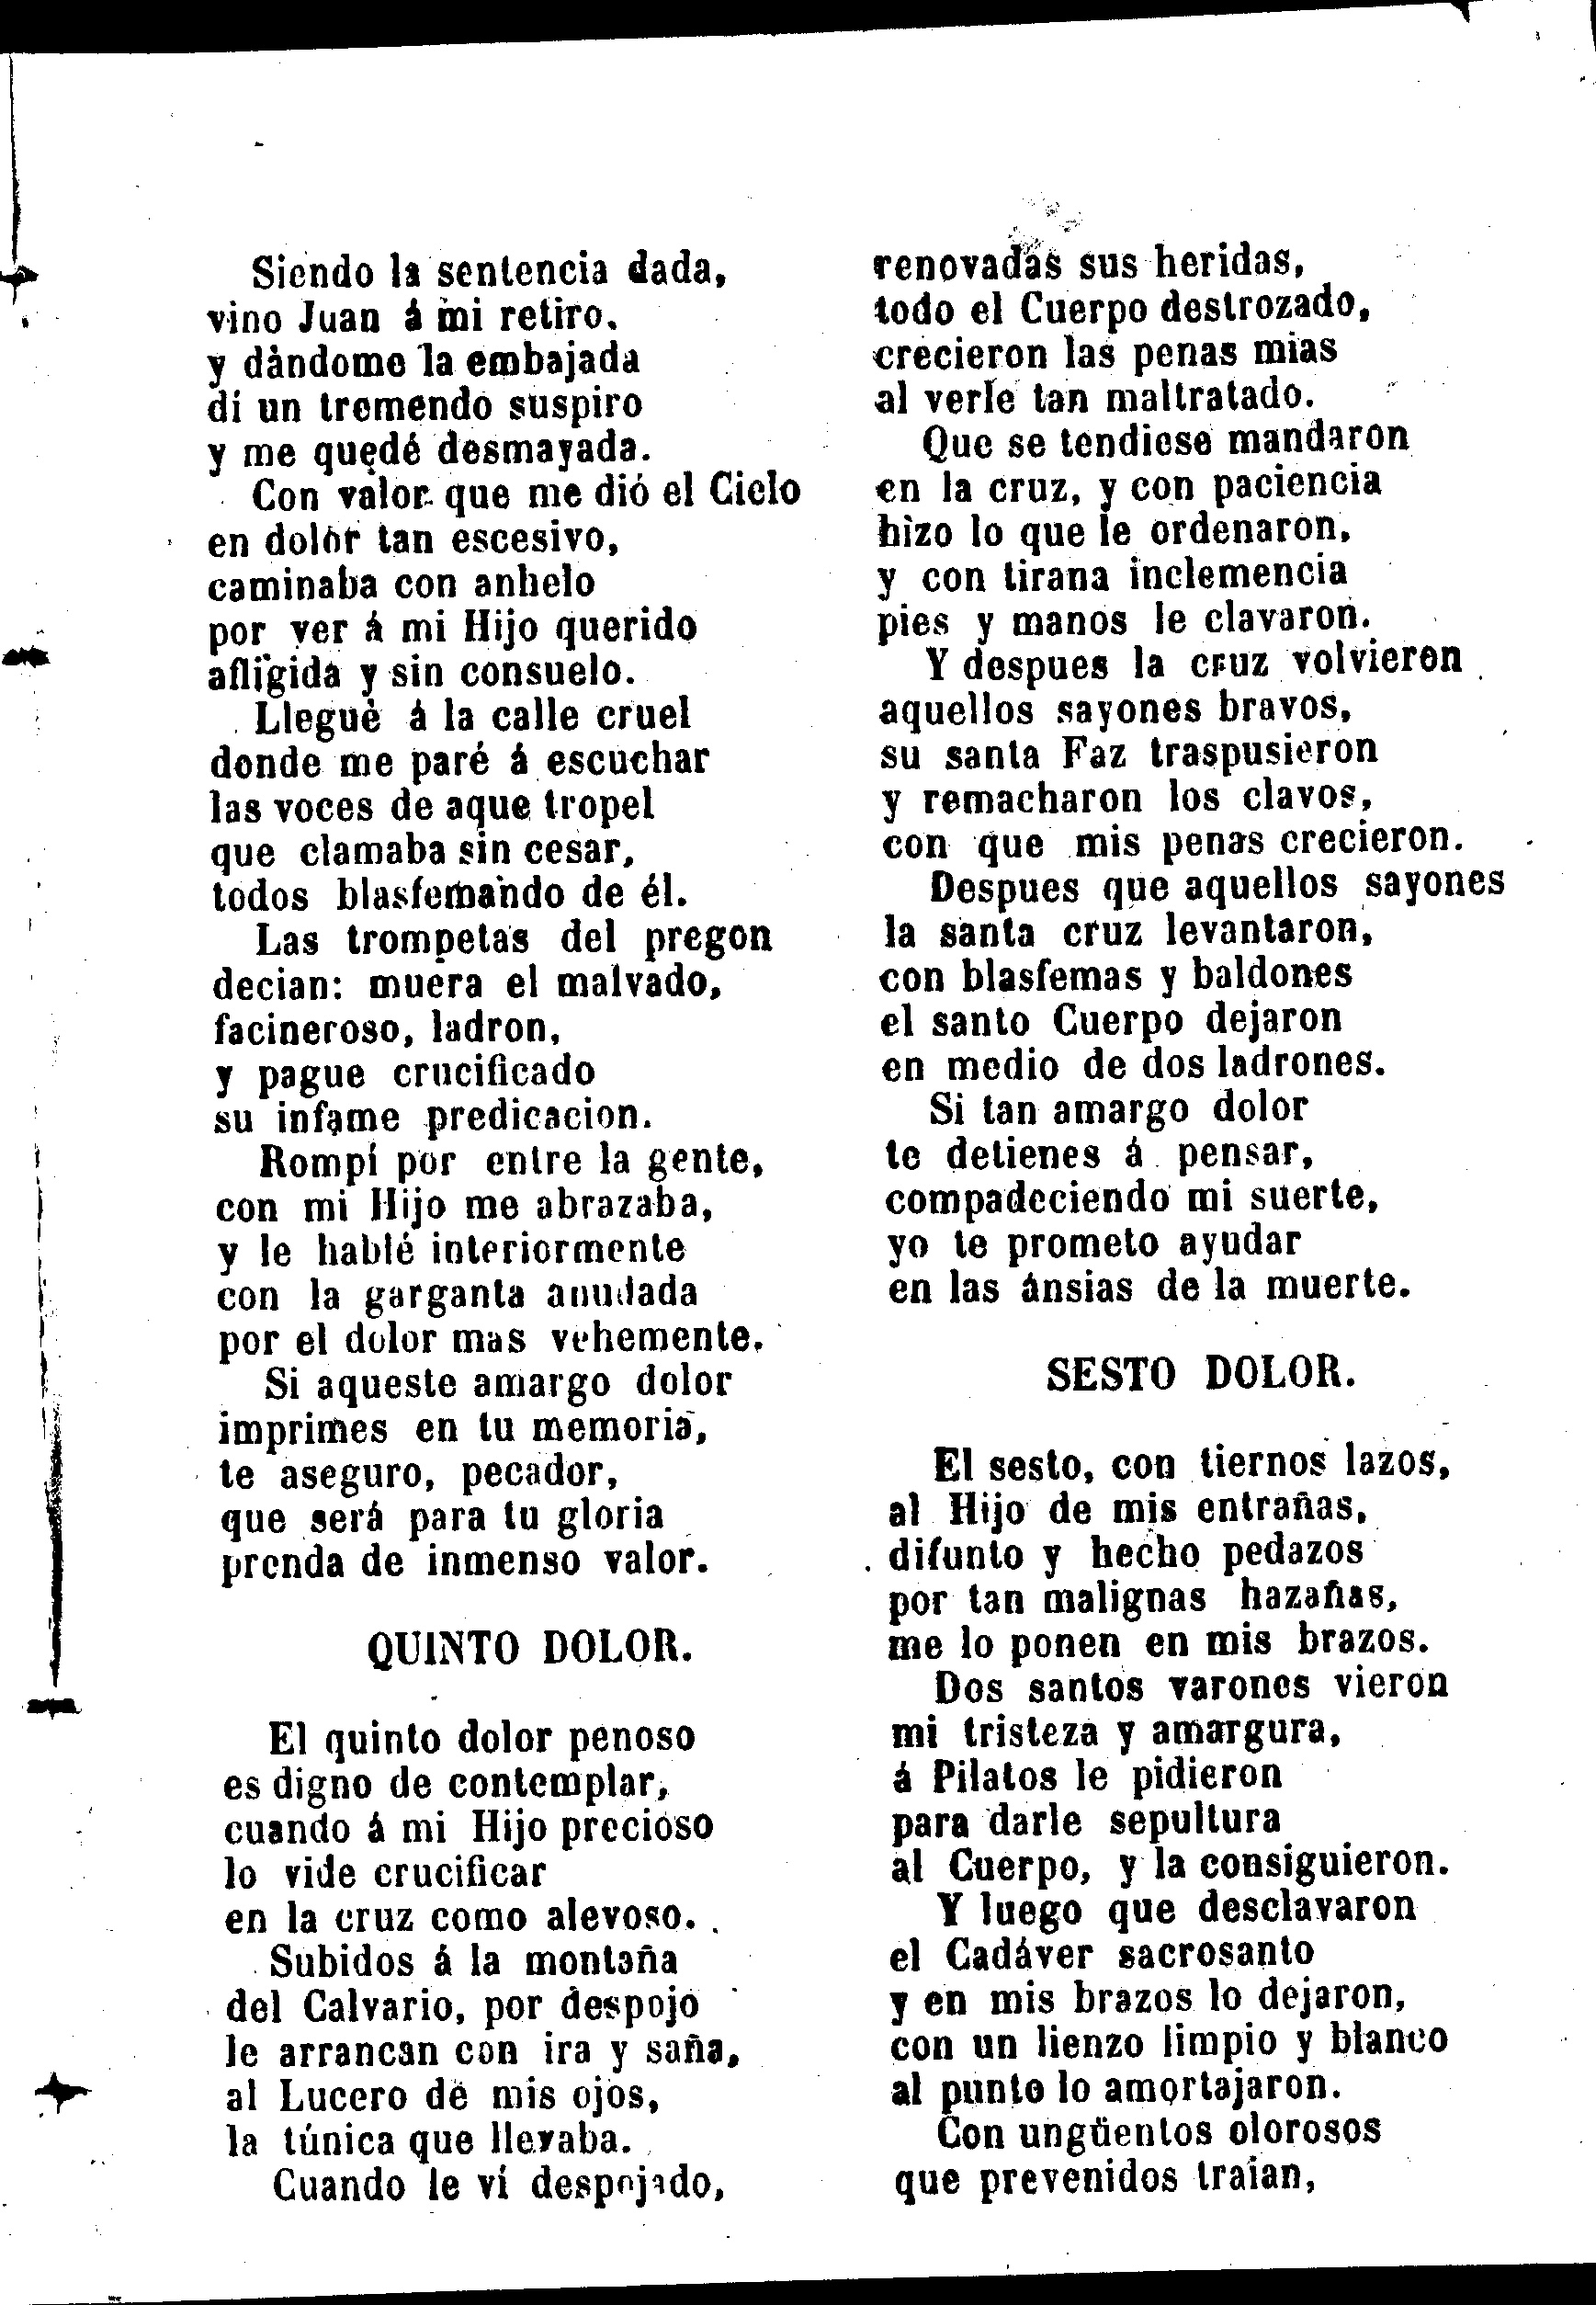 Siendo la sentencia dada,
vino Juan á mi retiro,
y dàndome la embajada
dí un tremendo suspiro
y me quedé desmayada.
Con valor que me dió el Cielo
en dolor tan escesivo,
caminaba con anhelo
por ver á mi Hijo querido
afligida y sin consuelo.
Lleguè á la calle cruel
donde me paré á escuchar
las voces de aque tropel
que clamaba sin cesar,
todos blasfemando de él.
Las trompetas del pregon
decian: muera el malvado,
facineroso, ladron,
y pague crucificado
su infame predicacion.
Rompí por entre la gente,
con mi Hijo me abrazaba,
y le hablé interiormente
con la garganta anudada
por el dolor mas vehemente.
Si aqueste amargo dolor
imprimes en tu memoria,
te aseguro, pecador,
que será para tu gloria
prenda de inmenso valor.
QUINTO DOLOR.
El quinto dolor penoso
es digno de contemplar,
cuando á mi Hijo precioso
lo vide crucificar
en la cruz como alevoso.
Subidos á la montaña
del Calvario, por despojo
le arrancan con ira y saña,
al Lucero de mis ojos,
la túnica que llevaba.
Cuando le ví despojado,
renovadas sus heridas,
todo el Cuerpo destrozado,
crecieron las penas mias
al verle tan maltratado.
Que se tendiese mandaron
en la cruz, y con paciencia
hizo lo que le ordenaron,
y con tirana inclemencia
pies y manos le clavaron.
Y despues la cruz volvieron
aquellos sayones bravos,
su santa Faz traspusieron
y remacharon los clavos,
con que mis penas crecieron.
Despues que aquellos sayones
la santa cruz levantaron,
con blasfemas y baldones
el santo Cuerpo dejaron
en medio de dos ladrones.
Si tan amargo dolor
te detienes á pensar,
compadeciendo mi suerte,
yo te prometo ayudar
en las ánsias de la muerte.
SESTO DOLOR.
El sesto, con tiernos lazos,
al Hijo de mis entrañas,
difunto y hecho pedazos
por tan malignas hazañas,
me lo ponen en mis brazos.
Dos santos varones vieron
mi tristeza y amargura,
á Pilatos le pidieron
para darle sepultura
al Cuerpo, y la consiguieron.
Y luego que desclavaron
el Cadáver sacrosanto
y en mis brazos lo dejaron,
con un lienzo limpio y blanco
al punto lo amortajaron.
Con ungüentos olorosos
que prevenidos traian,